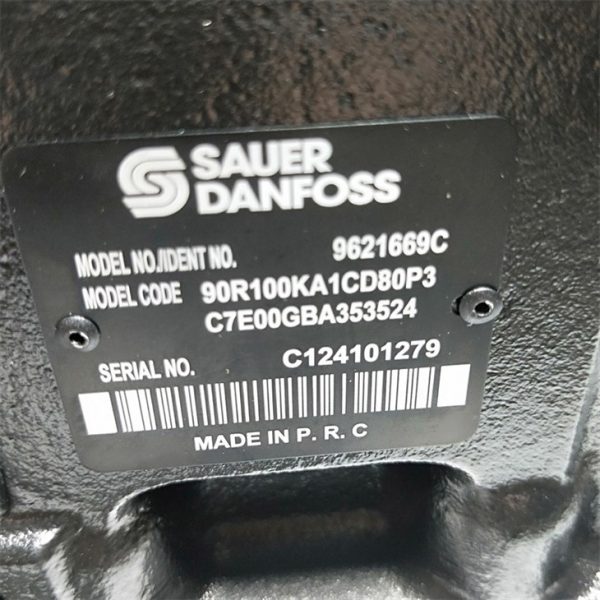 SAUER
DANFOSS
MODEL NO./IDENT NO. 9621669C
MODEL CODE 90R100KA1CD80P3
C7E00GBA353524
SERIAL NO. C124101279
MADE IN P. R. C